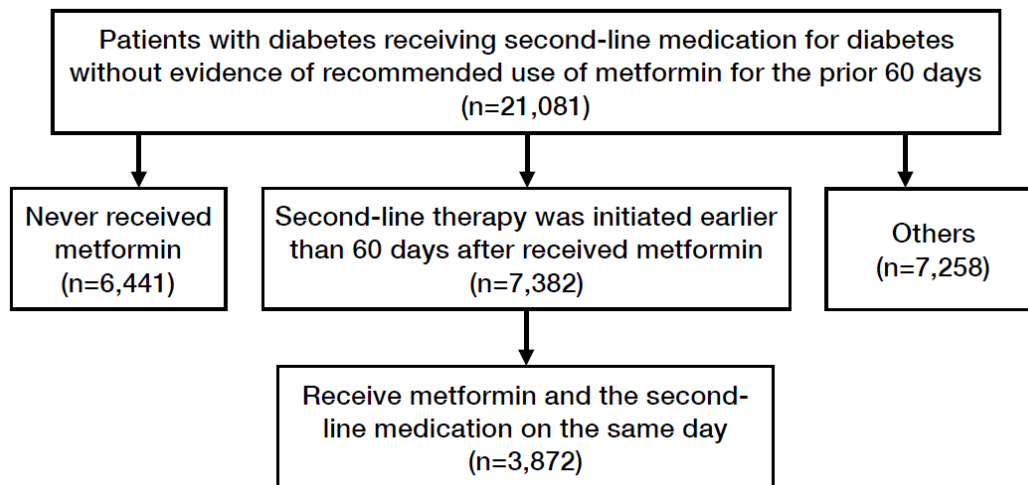 Patients with diabetes receiving second-line medication for diabetes
without evidence of recommended use of metformin for the prior 60 days
(n=21,081)
Never received
metformin
(n=6,441)
Second-line therapy was initiated earlier
than 60 days after received metformin
(n=7,382)
Others
(n=7,258)
Receive metformin and the second-
line medication on the same day
(n=3,872)